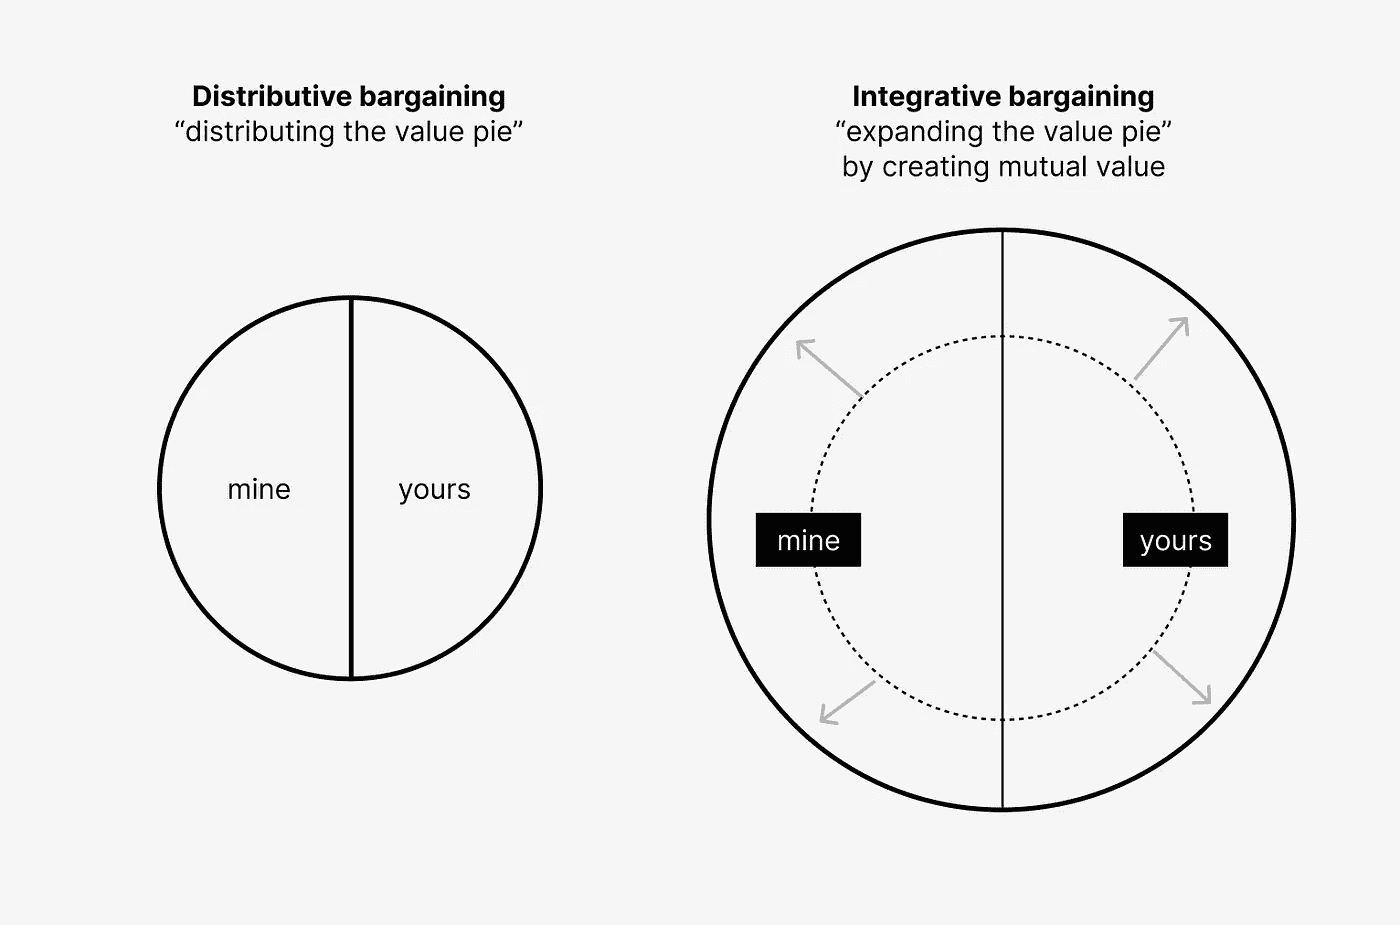 Distributive bargaining
“distributing the value pie”
Integrative bargaining
“expanding the value pie”
by creating mutual value
mine
yours
mine
yours